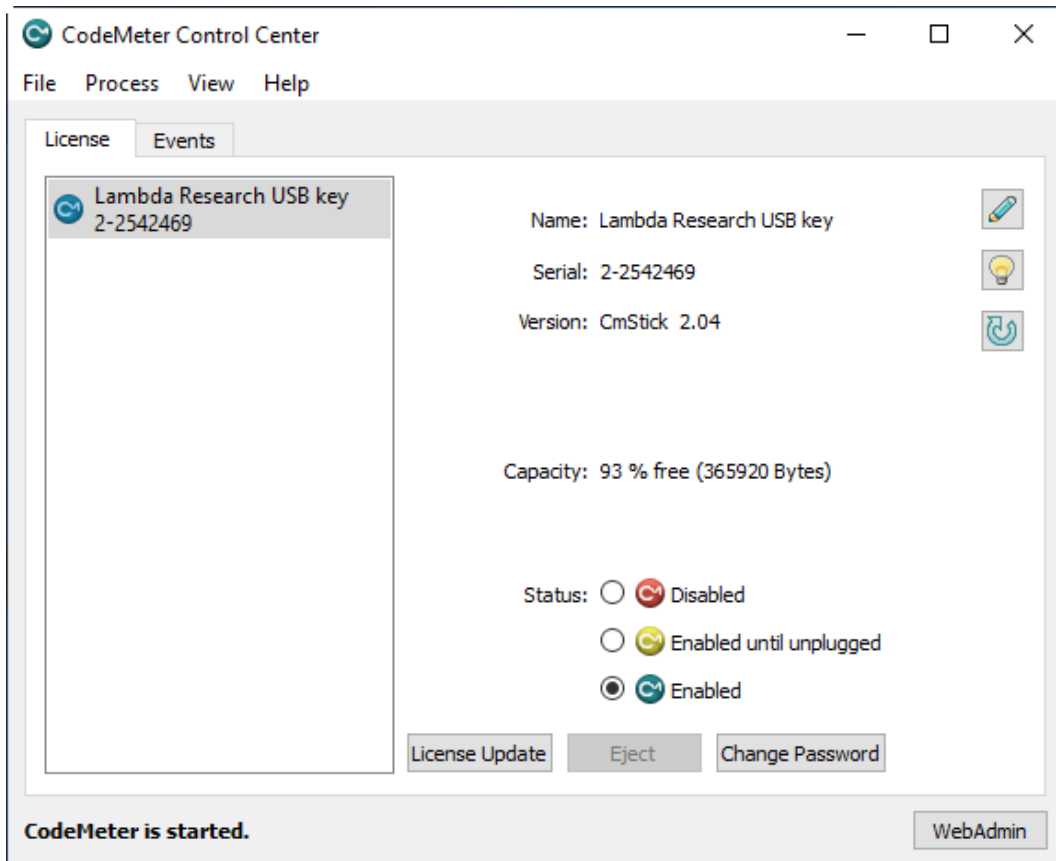 CodeMeter Control Center
File Process View Help
License Events
Lambda Research USB key
2-2542469
Name: Lambda Research USB key
Serial: 2-2542469
Version: CmStick 2.04
Capacity: 93 % free (365920 Bytes)
Status: Disabled
Enabled until unplugged
Enabled
License Update Eject Change Password
CodeMeter is started. WebAdmin